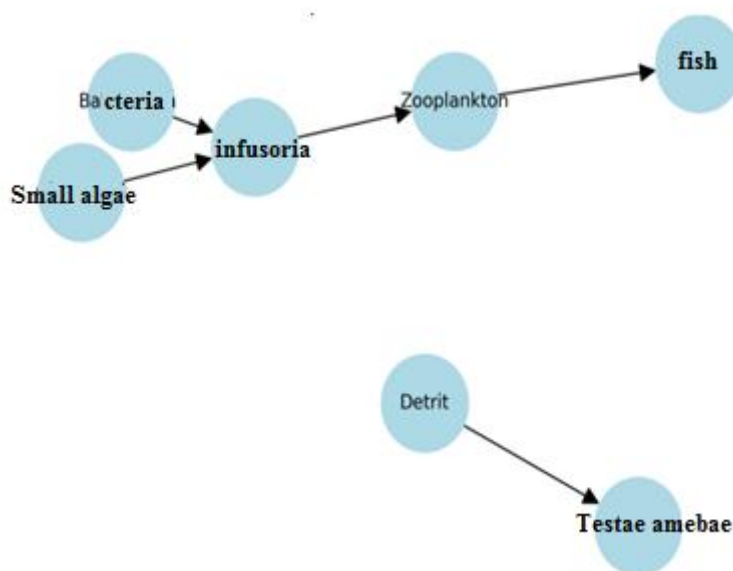 fish
Bacteria
Zooplankton
infusoria
Small algae
Detrit
Testae amebae